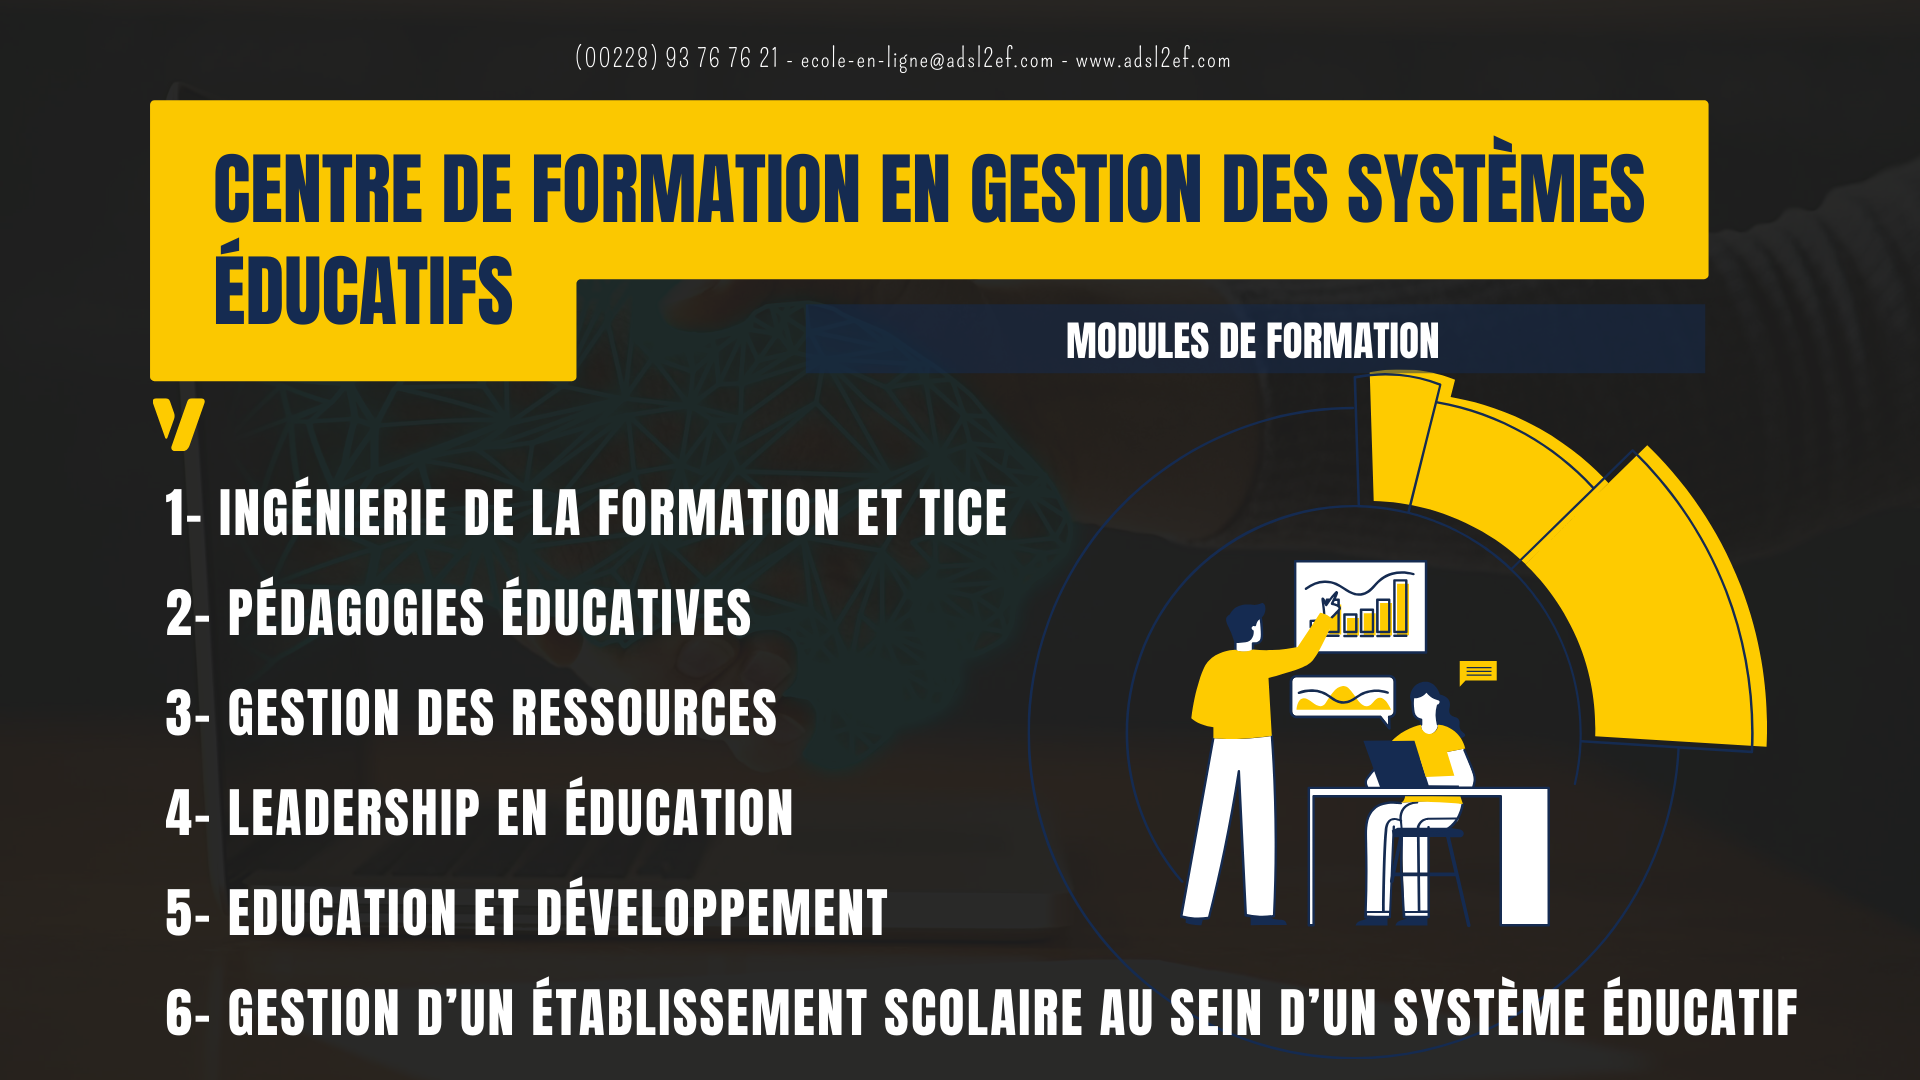 (00228) 93 76 76 21 - ecole-en-ligne@adsl2ef.com - www.adsl2ef.com
CENTRE DE FORMATION EN GESTION DES SYSTÈMES
ÉDUCATIFS
MODULES DE FORMATION
1- INGÉNIERIE DE LA FORMATION ET TICE
2- PÉDAGOGIES ÉDUCATIVES
3- GESTION DES RESSOURCES
4- LEADERSHIP EN ÉDUCATION
5- EDUCATION ET DÉVELOPPEMENT
6- GESTION D’UN ÉTABLISSEMENT SCOLAIRE AU SEIN D’UN SYSTÈME ÉDUCATIF